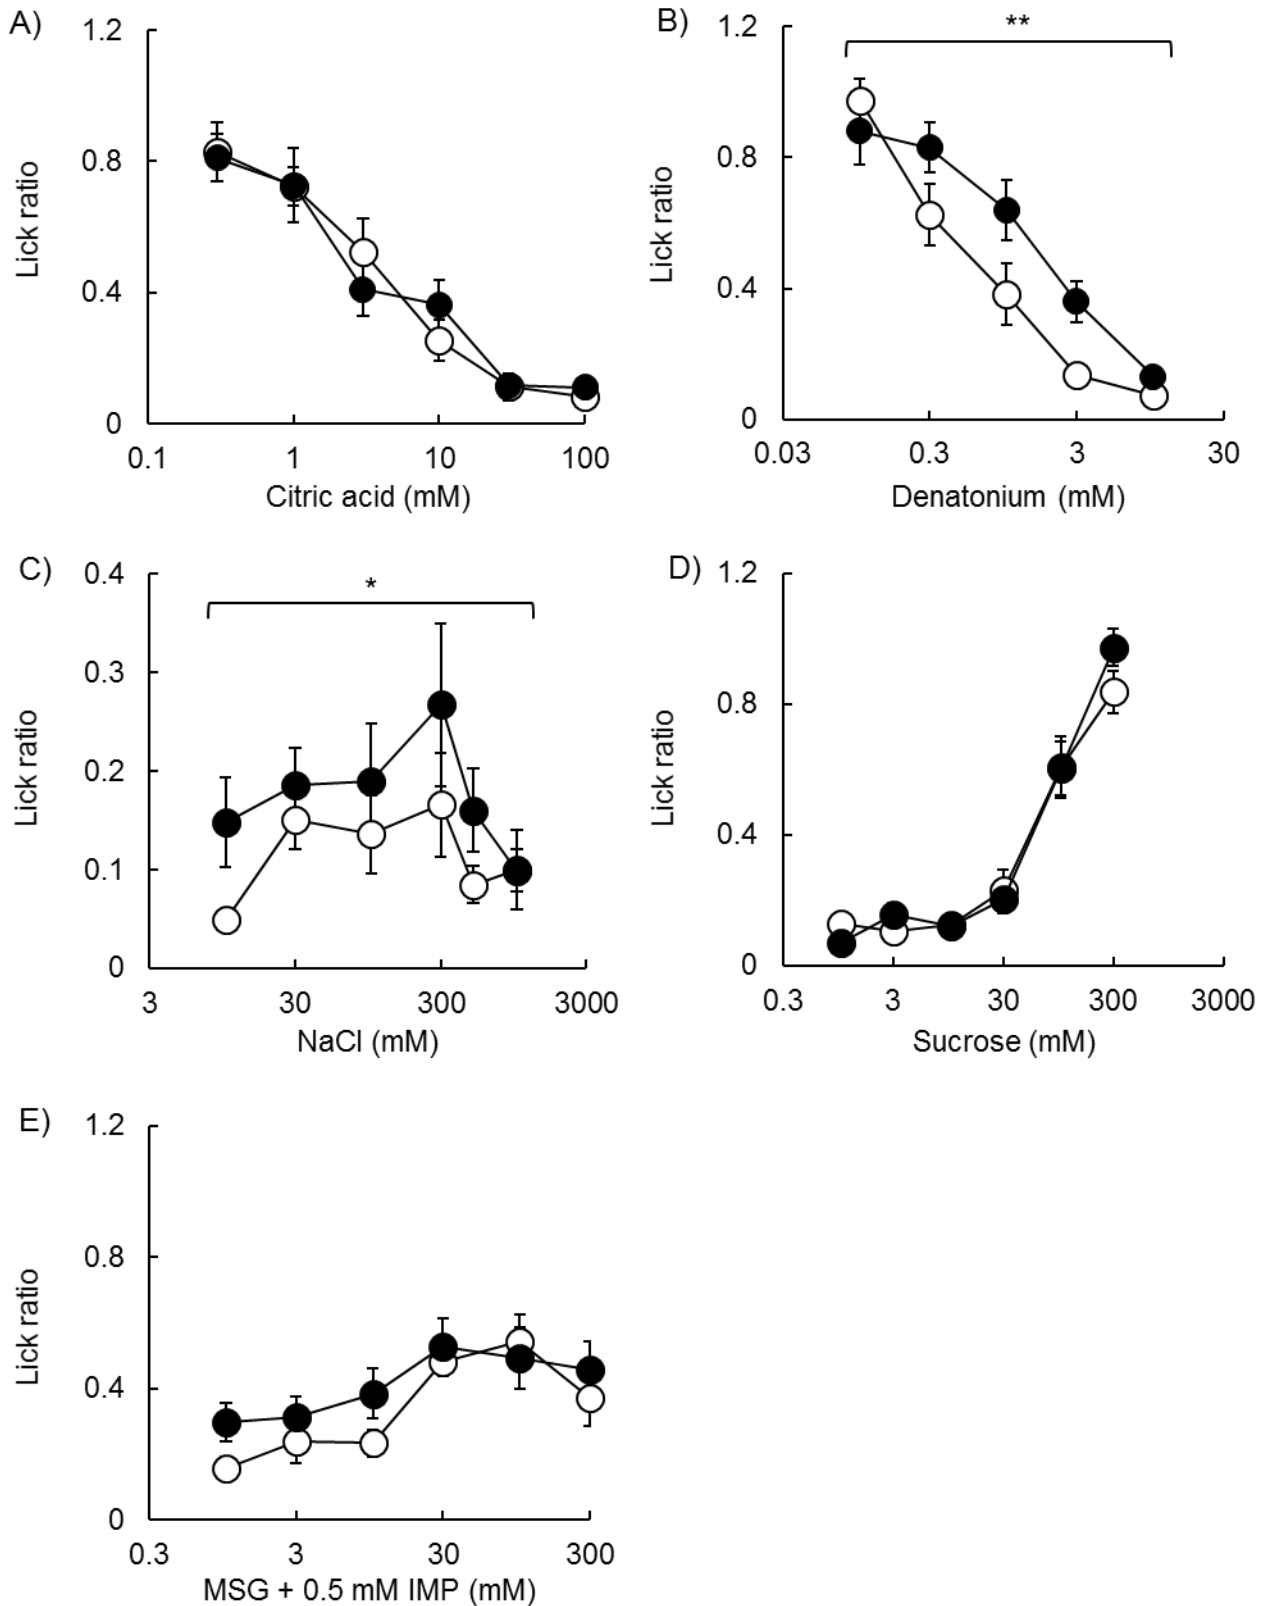 A)
1.2
0.8
0.4
0
Lick ratio
0.1 1 10 100
Citric acid (mM)
B)
**
1.2
0.8
0.4
0
Lick ratio
0.03 0.3 3 30
Denatonium (mM)
C)
*
0.4
0.3
0.2
0.1
0
Lick ratio
3 30 300 3000
NaCl (mM)
D)
1.2
0.8
0.4
0
Lick ratio
0.3 3 30 300 3000
Sucrose (mM)
E)
1.2
0.8
0.4
0
Lick ratio
0.3 3 30 300
MSG + 0.5 mM IMP (mM)